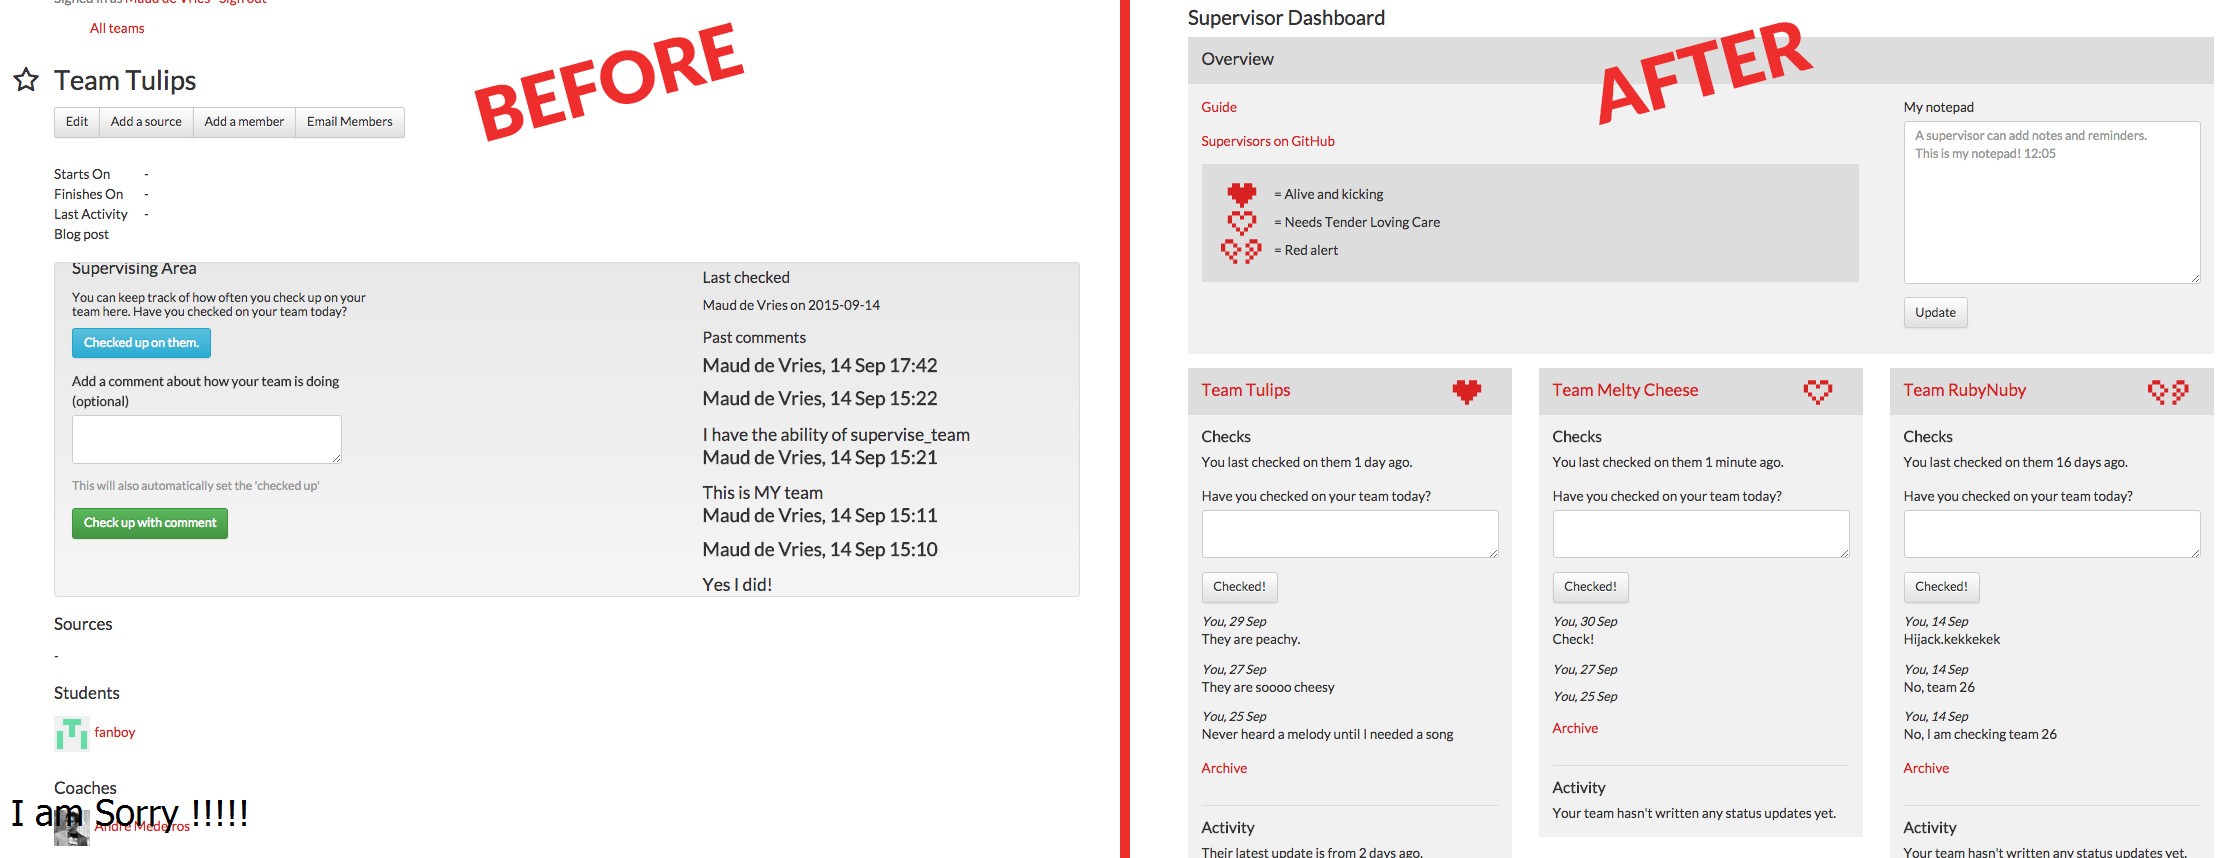 Signed in as Maud de Vries · Sign out
All teams
BEFORE
Team Tulips
Edit Add a source Add a member Email Members
Starts On -
Finishes On -
Last Activity -
Blog post
Supervising Area
You can keep track of how often you check up on your
team here. Have you checked on your team today?
Checked up on them.
Add a comment about how your team is doing
(optional)
This will also automatically set the 'checked up'
Check up with comment
Last checked
Maud de Vries on 2015-09-14
Past comments
Maud de Vries, 14 Sep 17:42
Maud de Vries, 14 Sep 15:22
I have the ability of supervise_team
Maud de Vries, 14 Sep 15:21
This is MY team
Maud de Vries, 14 Sep 15:11
Maud de Vries, 14 Sep 15:10
Yes I did!
Sources
-
Students
fanboy
Coaches
I am Sorry !!!!!
Andre Medeiros
Supervisor Dashboard
AFTER
Overview
Guide
Supervisors on GitHub
= Alive and kicking
= Needs Tender Loving Care
= Red alert
My notepad
A supervisor can add notes and reminders.
This is my notepad! 12:05
Update
Team Tulips
Checks
You last checked on them 1 day ago.
Have you checked on your team today?
Checked!
You, 29 Sep
They are peachy.
You, 27 Sep
They are soooo cheesy
You, 25 Sep
Never heard a melody until I needed a song
Archive
Activity
Their latest update is from 2 days ago.
Team Melty Cheese
Checks
You last checked on them 1 minute ago.
Have you checked on your team today?
Checked!
You, 30 Sep
Check!
You, 27 Sep
You, 25 Sep
Archive
Activity
Your team hasn't written any status updates yet.
Team RubyNuby
Checks
You last checked on them 16 days ago.
Have you checked on your team today?
Checked!
You, 14 Sep
Hijack.kekkekek
You, 14 Sep
No, team 26
You, 14 Sep
No, I am checking team 26
Archive
Activity
Your team hasn't written any status updates yet.